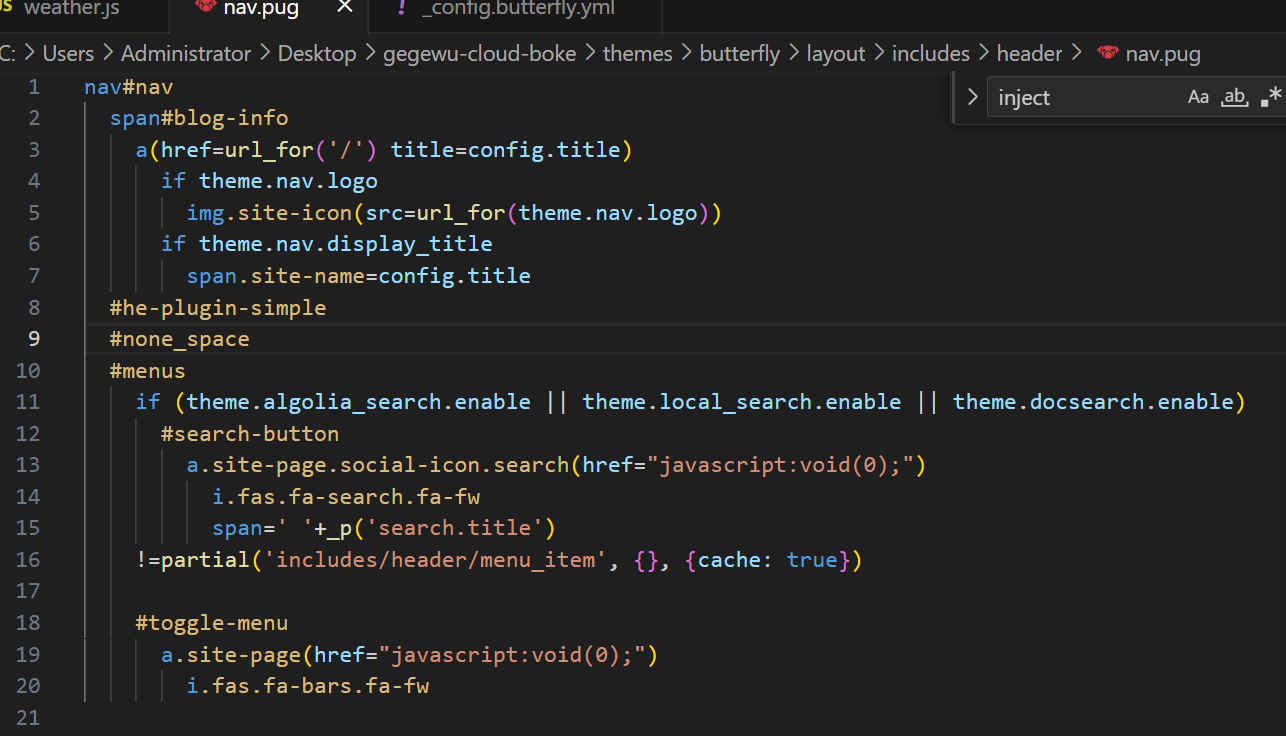 JS weather.js nav.pug × ! _config.butterfly.yml
C: > Users > Administrator > Desktop > gegewu-cloud-boke > themes > butterfly > layout > includes > header > nav.pug
> inject Aa ab .*
1 nav#nav
2 span#blog-info
3 a(href=url_for('/') title=config.title)
4 if theme.nav.logo
5 img.site-icon(src=url_for(theme.nav.logo))
6 if theme.nav.display_title
7 span.site-name=config.title
8 #he-plugin-simple
9 #none_space
10 #menus
11 if (theme.algolia_search.enable || theme.local_search.enable || theme.docsearch.enable)
12 #search-button
13 a.site-page.social-icon.search(href="javascript:void(0);")
14 i.fas.fa-search.fa-fw
15 span=' '+_p('search.title')
16 !=partial('includes/header/menu_item', {}, {cache: true})
17
18 #toggle-menu
19 a.site-page(href="javascript:void(0);")
20 i.fas.fa-bars.fa-fw
21